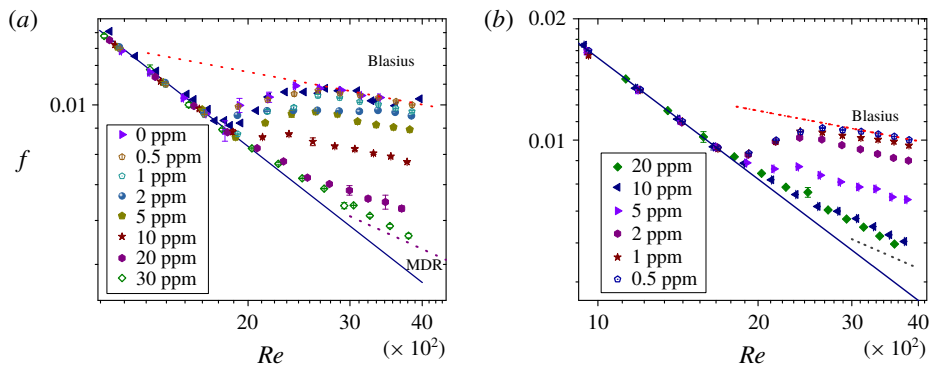 (a)
0.01
f
Blasius
0 ppm
0.5 ppm
1 ppm
2 ppm
5 ppm
10 ppm
20 ppm
30 ppm
MDR
20 30 40
Re
(× 10²)
(b)
0.02
0.01
Blasius
20 ppm
10 ppm
5 ppm
2 ppm
1 ppm
0.5 ppm
10 20 30 40
Re
(× 10²)